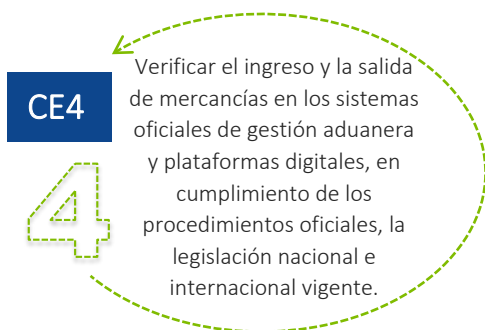 CE4
4
Verificar el ingreso y la salida
de mercancías en los sistemas
oficiales de gestión aduanera
y plataformas digitales, en
cumplimiento de los
procedimientos oficiales, la
legislación nacional e
internacional vigente.